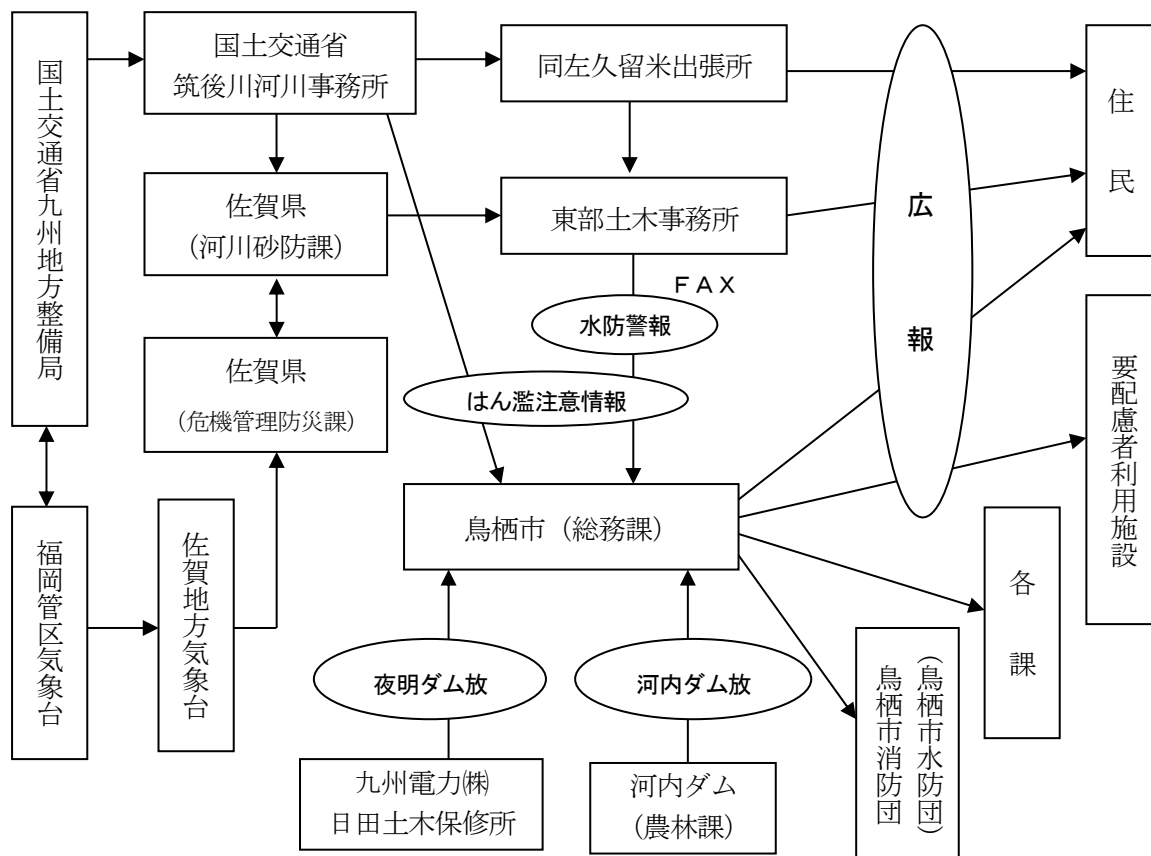 国土交通省九州地方整備局
国土交通省
筑後川河川事務所
同左久留米出張所
住民
佐賀県
（河川砂防課）
東部土木事務所
広報
ＦＡＸ
水防警報
佐賀県
（危機管理防災課）
はん濫注意情報
要配慮者利用施設
鳥栖市（総務課）
福岡管区気象台
佐賀地方気象台
各課
夜明ダム放
河内ダム放
（鳥栖市水防団）
鳥栖市消防団
九州電力㈱
日田土木保修所
河内ダム
（農林課）